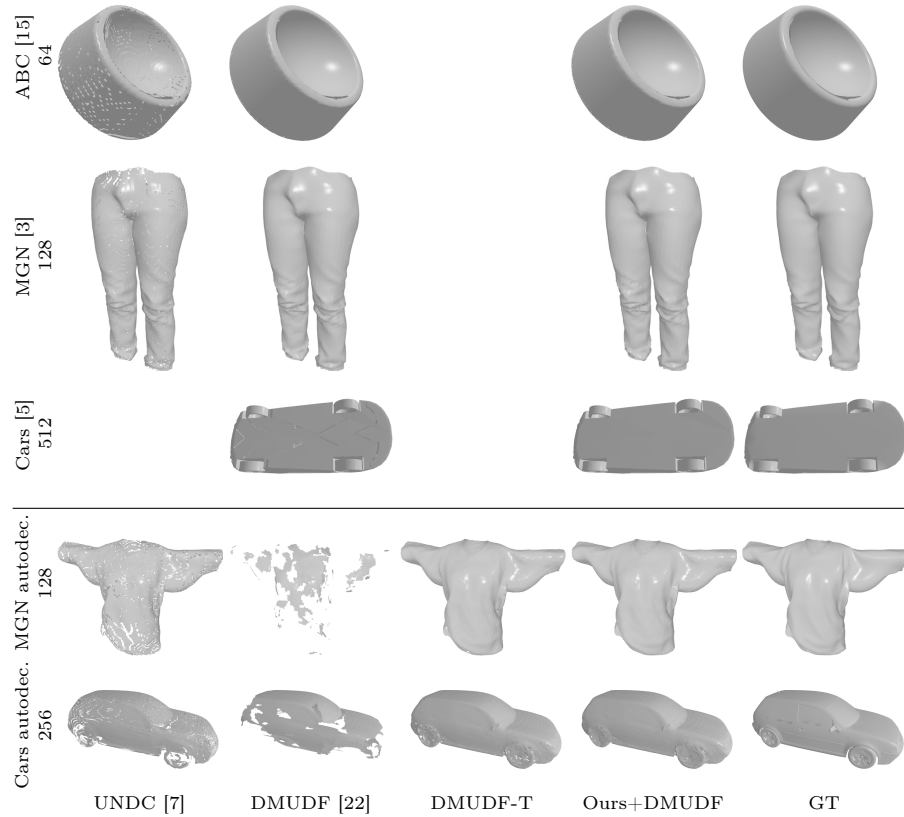 ABC [15]
64
MGN [3]
128
Cars [5]
512
MGN autodec.
128
Cars autodec.
256
UNDC [7] DMUDF [22] DMUDF-T Ours+DMUDF GT